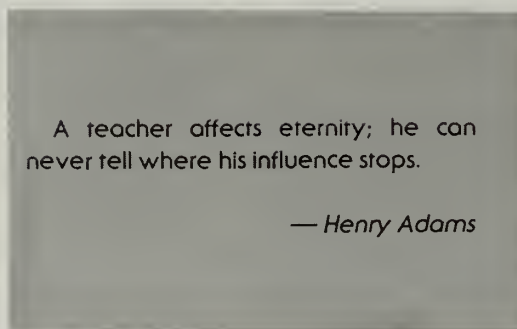 A teacher affects eternity; he can
never tell where his influence stops.
— Henry Adams